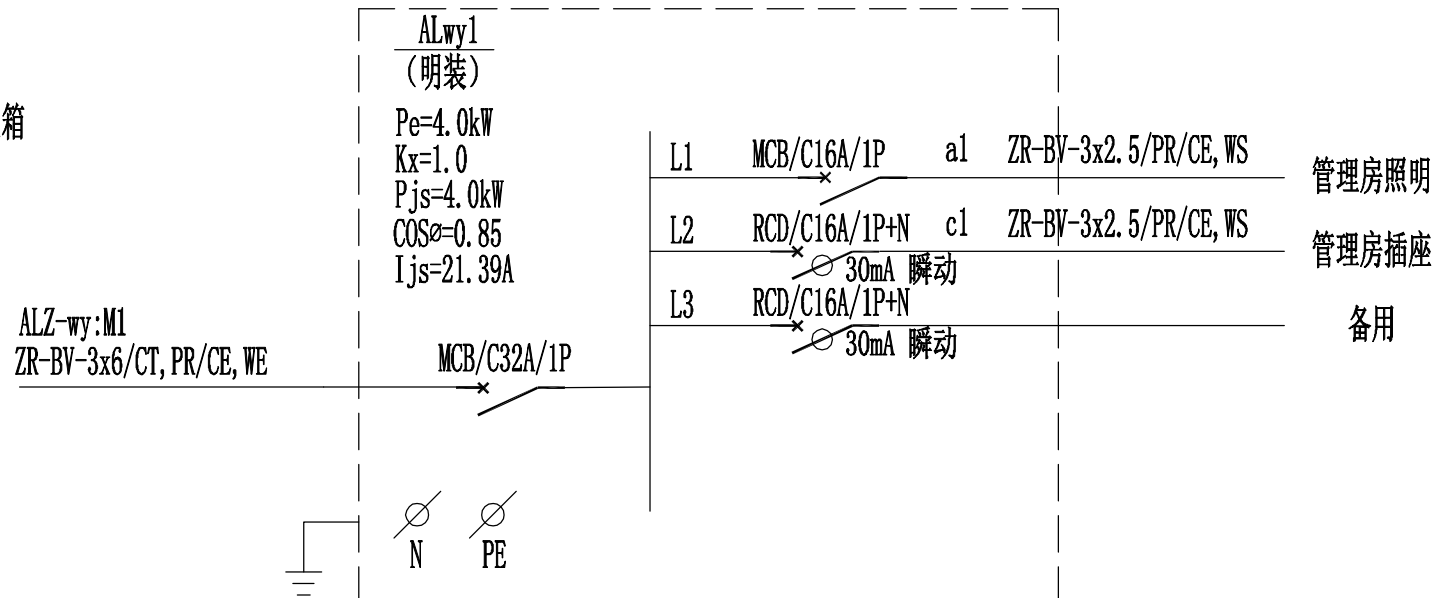 箱
ALwy1
(明装)
Pe=4.0kW
Kx=1.0
Pjs=4.0kW
COSø=0.85
Ijs=21.39A
ALZ-wy:M1
ZR-BV-3x6/CT,PR/CE,WE
MCB/C32A/1P
L1 MCB/C16A/1P a1 ZR-BV-3x2.5/PR/CE,WS 管理房照明
L2 RCD/C16A/1P+N c1 ZR-BV-3x2.5/PR/CE,WS 管理房插座
30mA 瞬动
L3 RCD/C16A/1P+N 备用
30mA 瞬动
N PE